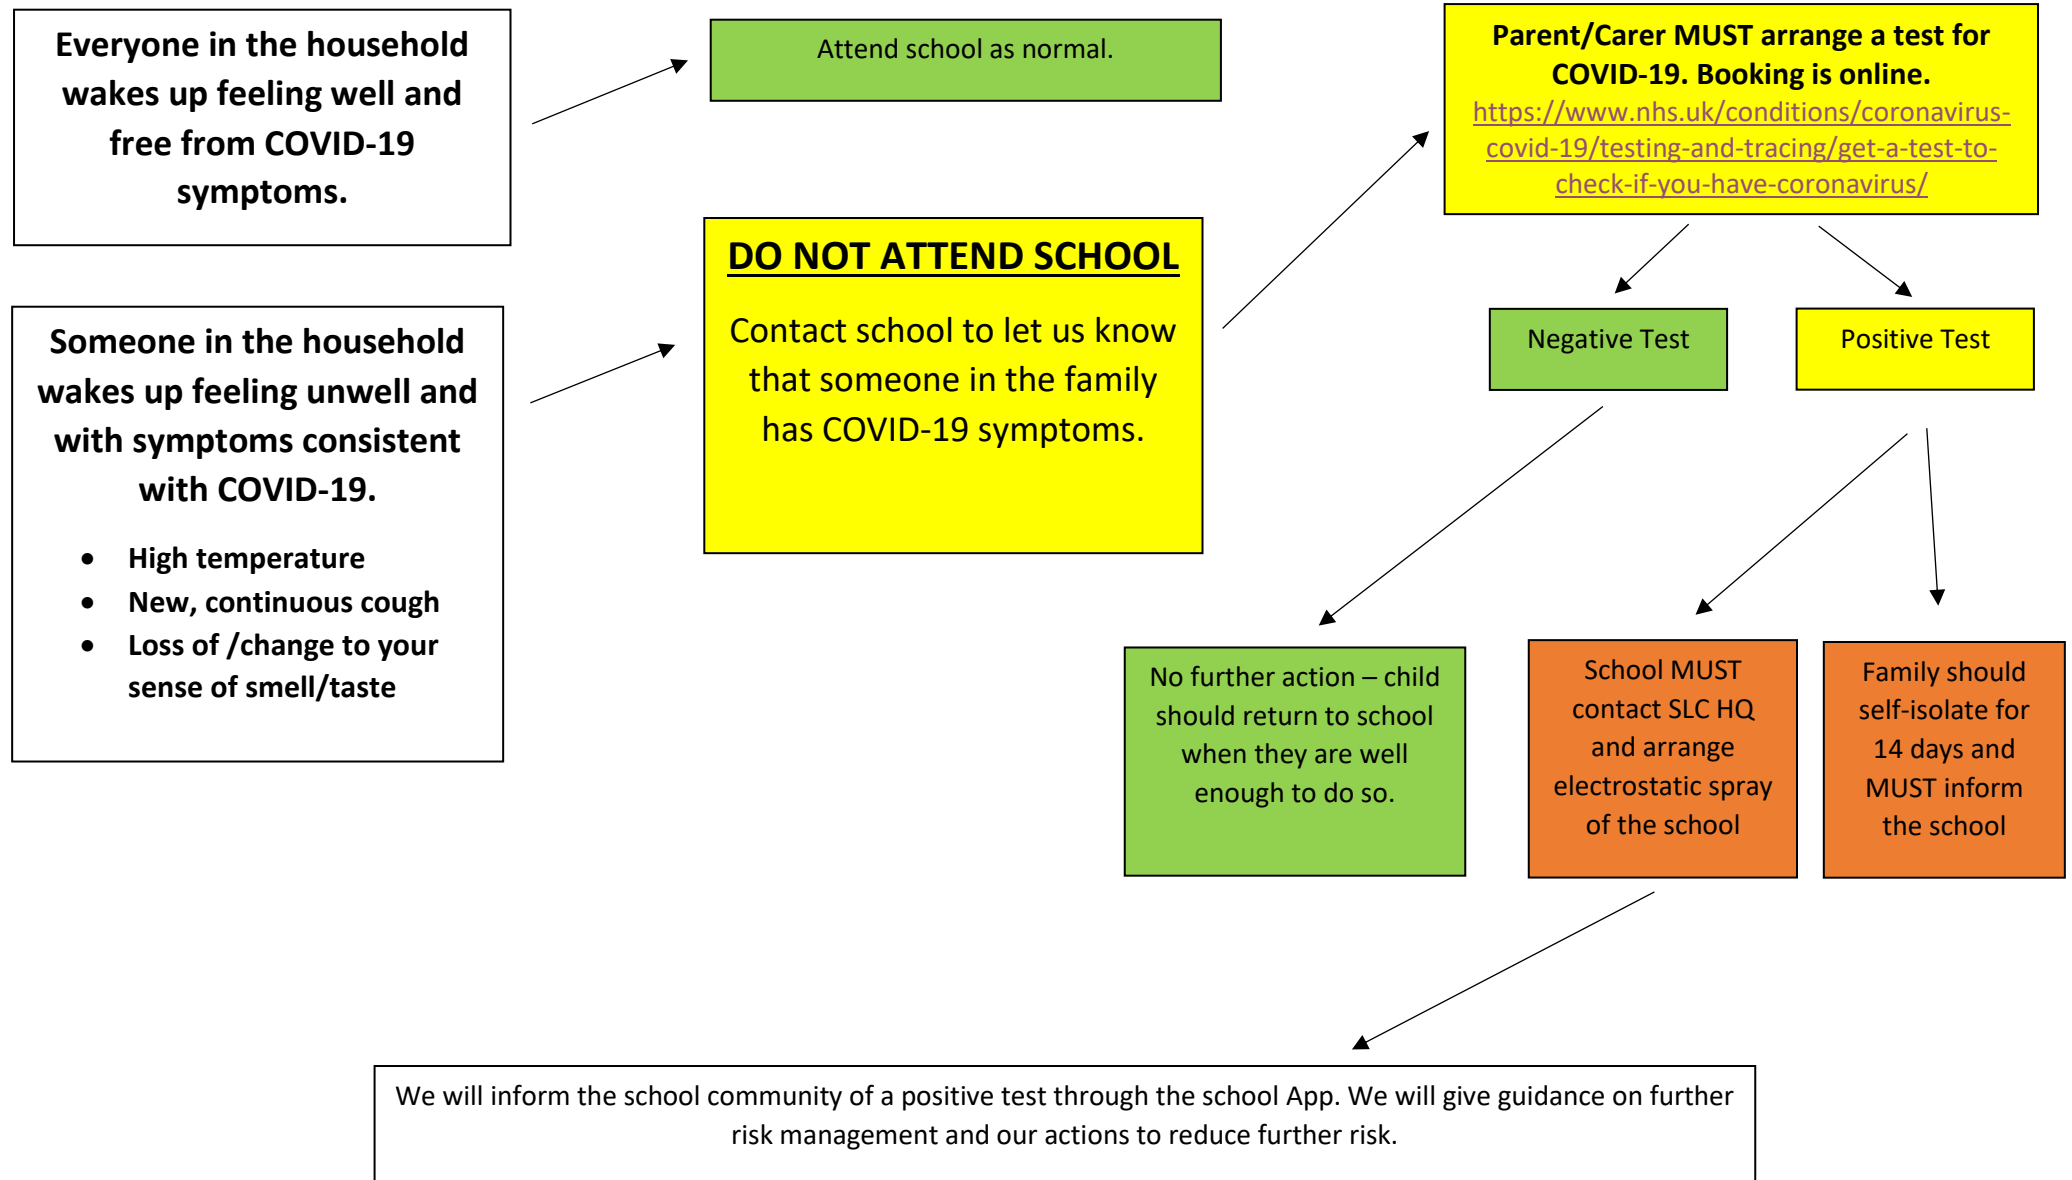 Everyone in the household
wakes up feeling well and
free from COVID-19
symptoms.
Attend school as normal.
Parent/Carer MUST arrange a test for
COVID-19. Booking is online.
https://www.nhs.uk/conditions/coronavirus-
covid-19/testing-and-tracing/get-a-test-to-
check-if-you-have-coronavirus/
Someone in the household
wakes up feeling unwell and
with symptoms consistent
with COVID-19.
• High temperature
• New, continuous cough
• Loss of /change to your
sense of smell/taste
DO NOT ATTEND SCHOOL
Contact school to let us know
that someone in the family
has COVID-19 symptoms.
Negative Test
Positive Test
No further action – child
should return to school
when they are well
enough to do so.
School MUST
contact SLC HQ
and arrange
electrostatic spray
of the school
Family should
self-isolate for
14 days and
MUST inform
the school
We will inform the school community of a positive test through the school App. We will give guidance on further
risk management and our actions to reduce further risk.